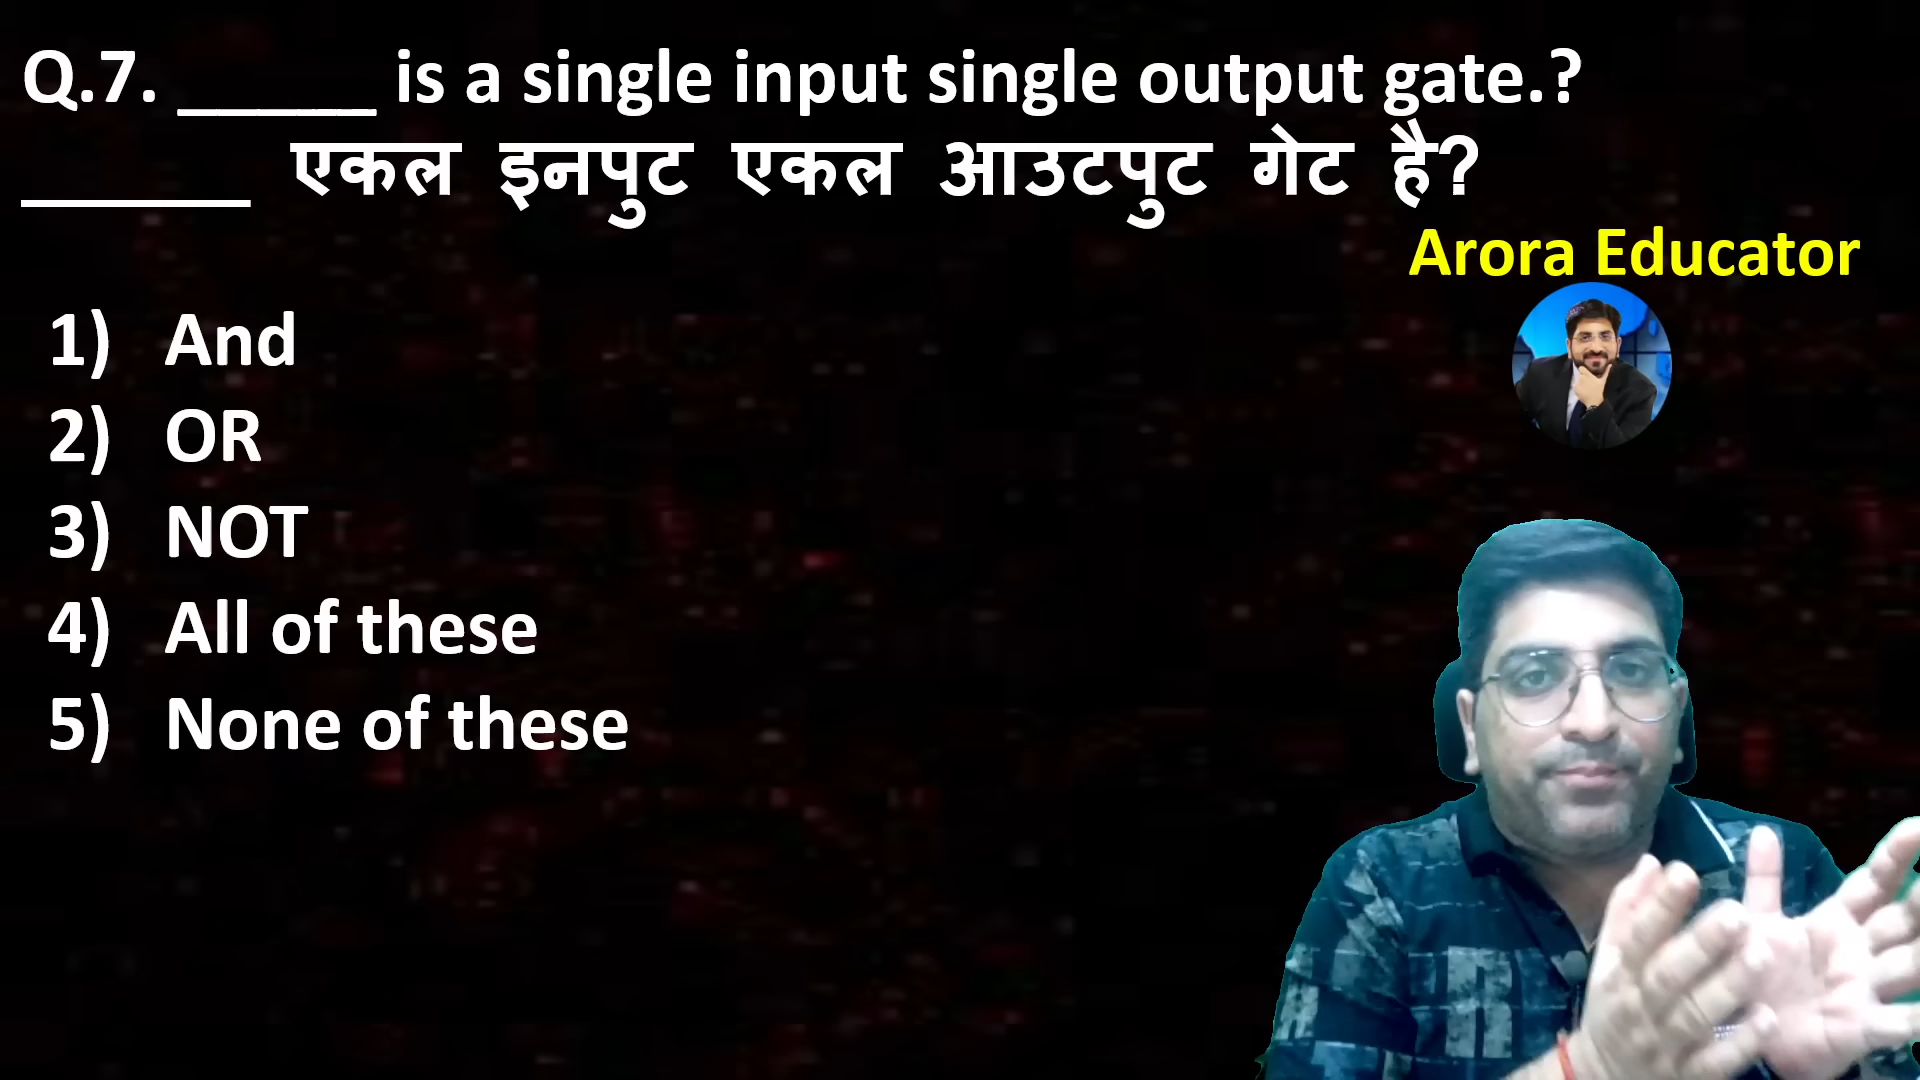 Q.7. _____ is a single input single output gate.?
______ एकल इनपुट एकल आउटपुट गेट है?
Arora Educator
1) And
2) OR
3) NOT
4) All of these
5) None of these